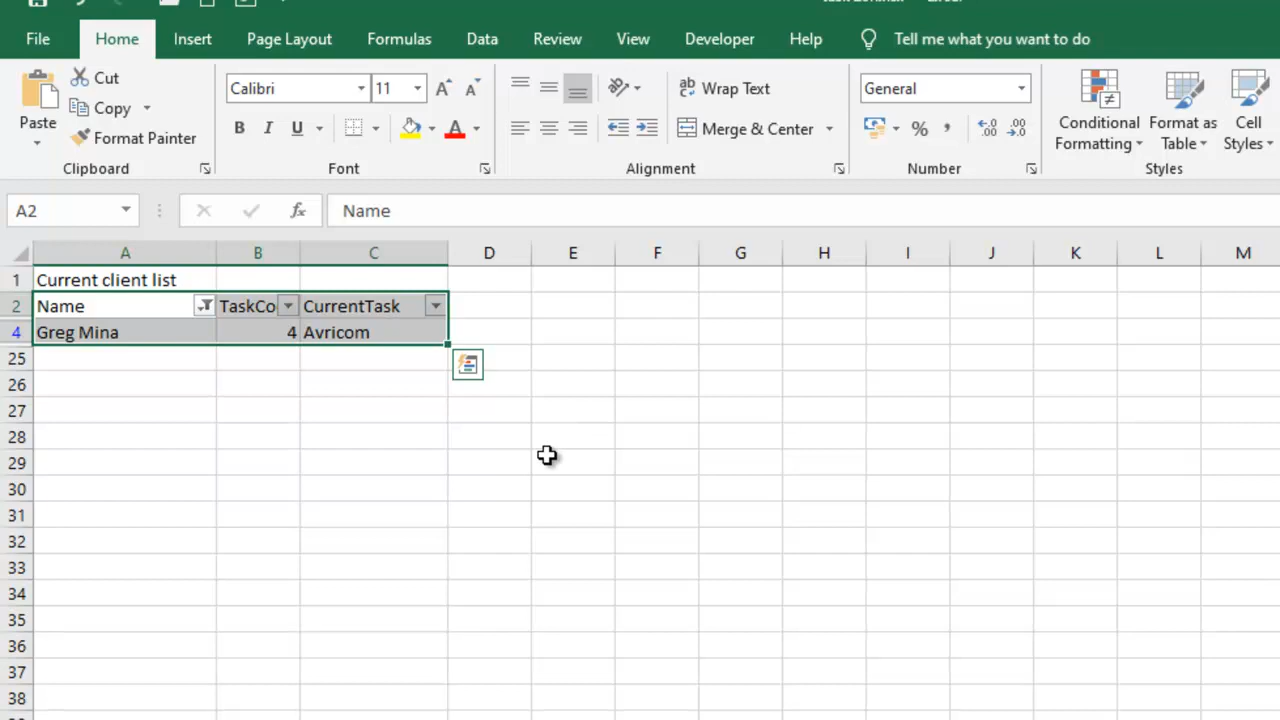 File Home Insert Page Layout Formulas Data Review View Developer Help Tell me what you want to do
Cut
Calibri 11 ab Wrap Text General
Copy
Paste B I U A Merge & Center % Conditional Format as Cell
Format Painter Formatting Table Styles
Clipboard Font Alignment Number Styles
A2 fx Name
A B C D E F G H I J K L M
1 Current client list
2 Name TaskCo CurrentTask
4 Greg Mina 4 Avricom
25
26
27
28
29
30
31
32
33
34
35
36
37
38